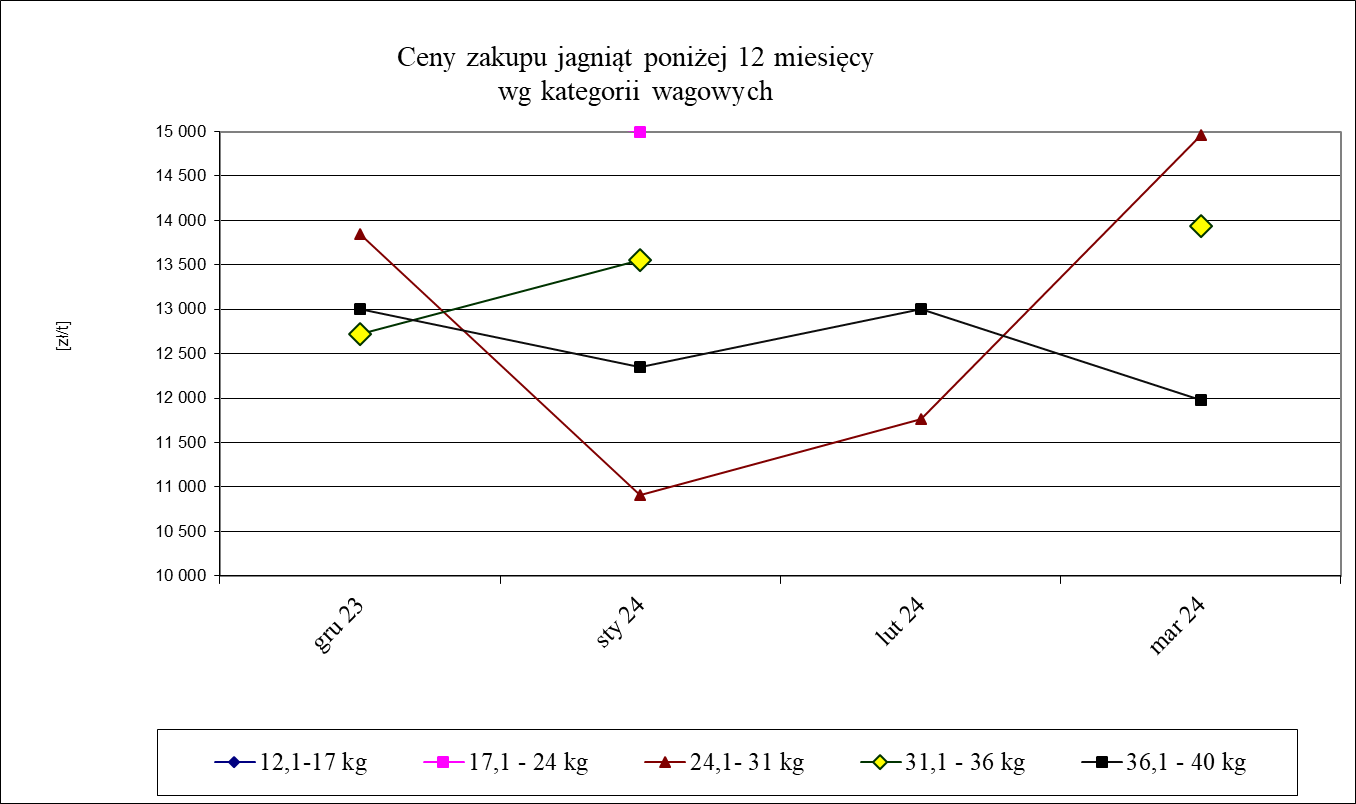 Ceny zakupu jagniąt poniżej 12 miesięcy
wg kategorii wagowych
[zł/t]
15 000
14 500
14 000
13 500
13 000
12 500
12 000
11 500
11 000
10 500
10 000
gru 23
sty 24
lut 24
mar 24
12,1-17 kg
17,1 - 24 kg
24,1- 31 kg
31,1 - 36 kg
36,1 - 40 kg